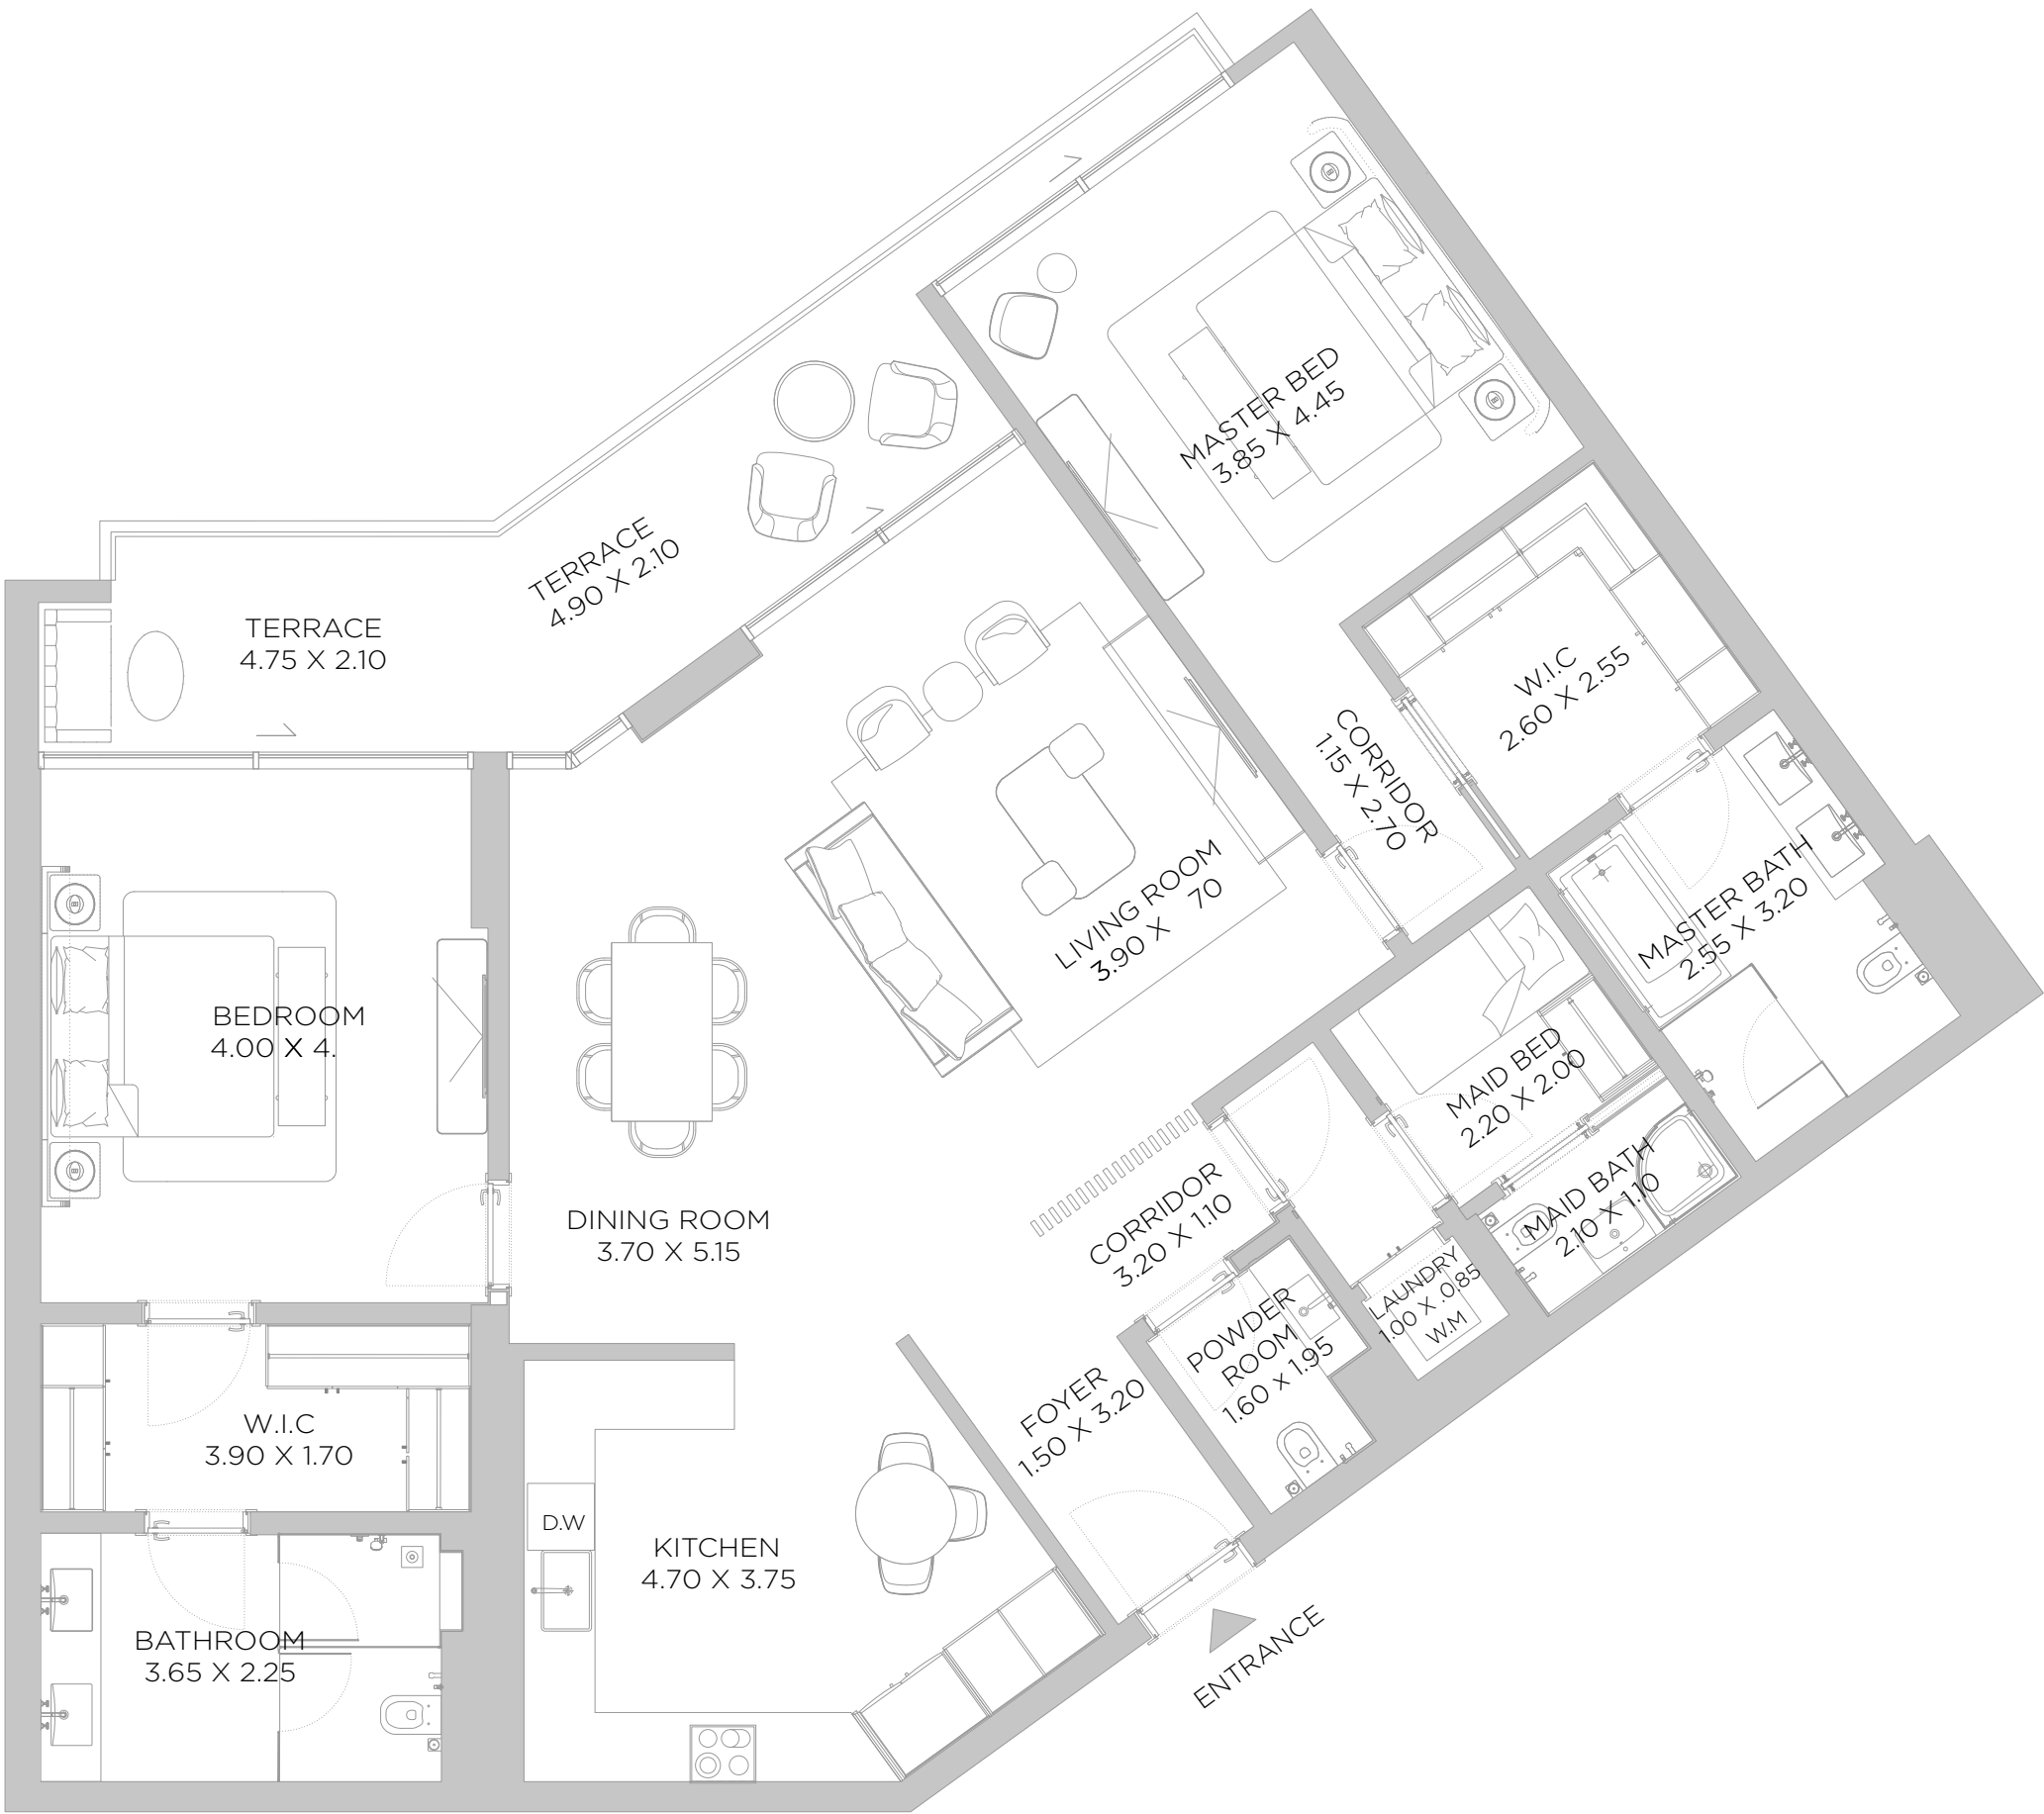 MASTER BED
3.85 X 4.45
TERRACE
4.90 X 2.10
TERRACE
4.75 X 2.10
W.I.C
2.60 X 2.55
CORRIDOR
1.15 X 2.70
LIVING ROOM
3.90 X 70
MASTER BATH
2.55 X 3.20
BEDROOM
4.00 X 4.
MAID BED
2.20 X 2.00
MAID BATH
2.10 X 1.10
DINING ROOM
3.70 X 5.15
CORRIDOR
3.20 X 1.10
LAUNDRY
1.00 X .0.85
W.M
POWDER
ROOM
1.60 x 1.95
FOYER
1.50 X 3.20
W.I.C
3.90 X 1.70
D.W
KITCHEN
4.70 X 3.75
BATHROOM
3.65 X 2.25
ENTRANCE